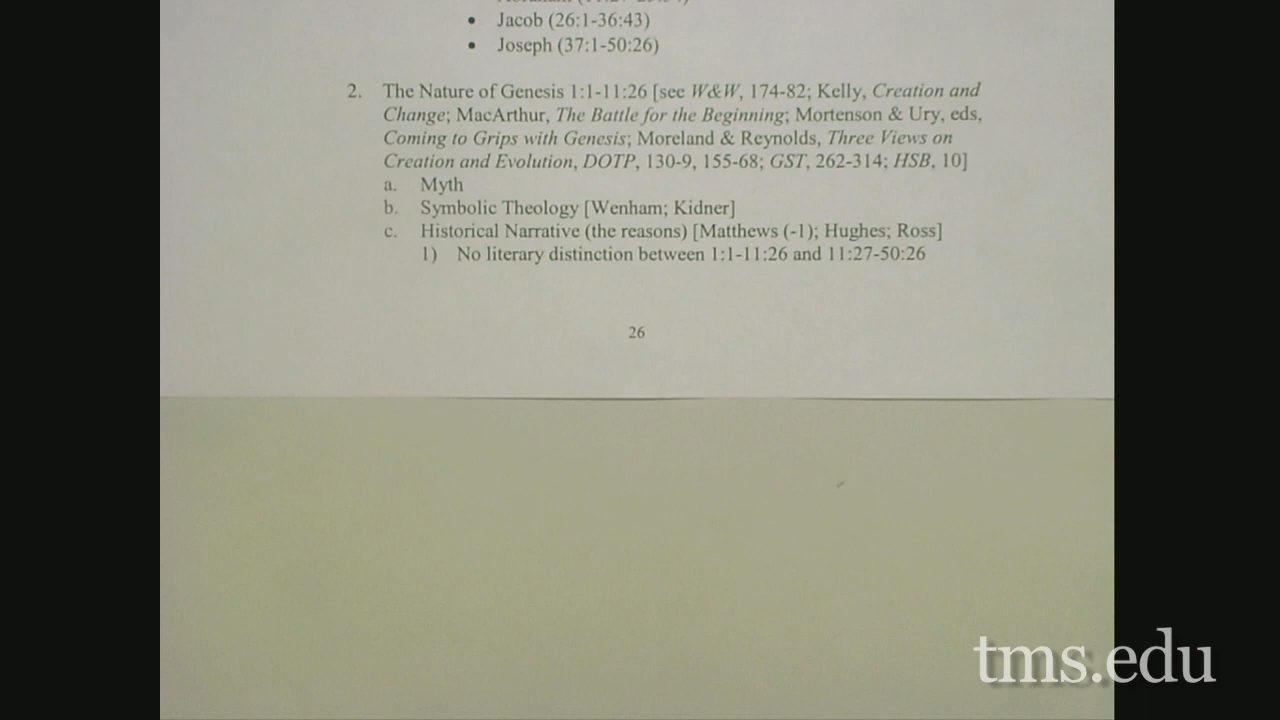 • Jacob (26:1-36:43)
• Joseph (37:1-50:26)
2. The Nature of Genesis 1:1-11:26 [see W&W, 174-82; Kelly, Creation and
Change; MacArthur, The Battle for the Beginning; Mortenson & Ury, eds,
Coming to Grips with Genesis; Moreland & Reynolds, Three Views on
Creation and Evolution, DOTP, 130-9, 155-68; GST, 262-314; HSB, 10]
a. Myth
b. Symbolic Theology [Wenham; Kidner]
c. Historical Narrative (the reasons) [Matthews (-1); Hughes; Ross]
1) No literary distinction between 1:1-11:26 and 11:27-50:26
26
tms.edu